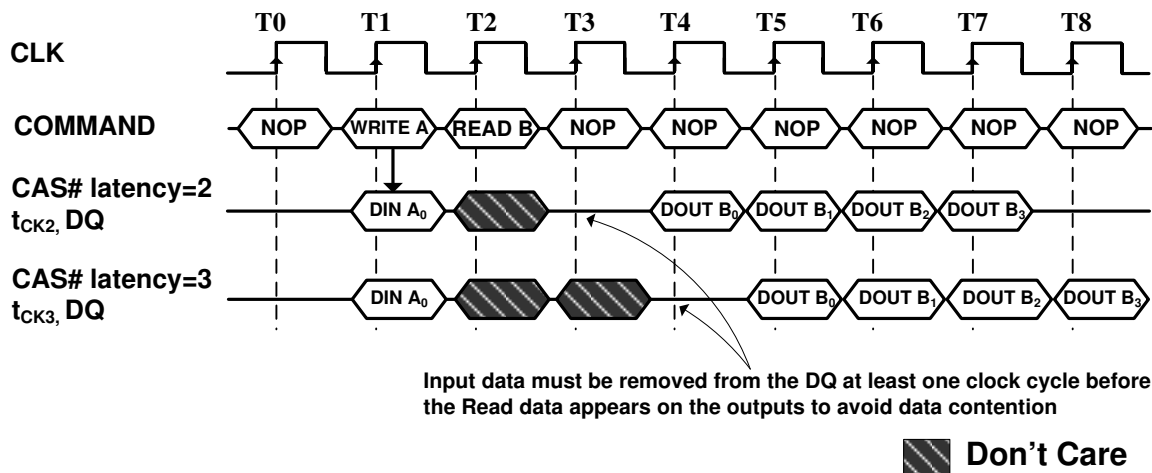 T0 T1 T2 T3 T4 T5 T6 T7 T8
CLK
COMMAND NOP WRITE A READ B NOP NOP NOP NOP NOP NOP
CAS# latency=2
tCK2, DQ DIN A0 DOUT B0 DOUT B1 DOUT B2 DOUT B3
CAS# latency=3
tCK3, DQ DIN A0 DOUT B0 DOUT B1 DOUT B2 DOUT B3
Input data must be removed from the DQ at least one clock cycle before
the Read data appears on the outputs to avoid data contention
Don't Care